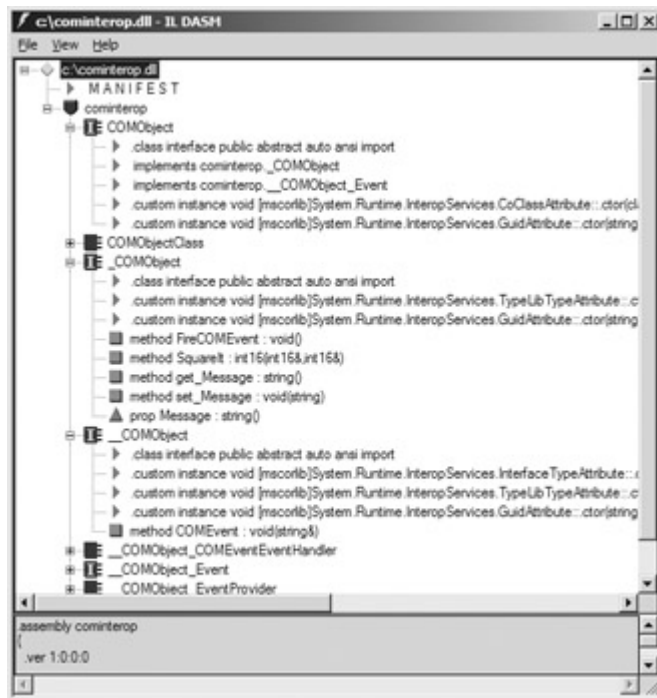 c:\cominterop.dll - IL DASM
File View Help
c:\cominterop.dll
MANIFEST
cominterop
COMObject
.class interface public abstract auto ansi import
implements cominterop._COMObject
implements cominterop.__COMObject_Event
.custom instance void [mscorlib]System.Runtime.InteropServices.CoClassAttribute::.ctor(cla
.custom instance void [mscorlib]System.Runtime.InteropServices.GuidAttribute::.ctor(string
COMObjectClass
_COMObject
.class interface public abstract auto ansi import
.custom instance void [mscorlib]System.Runtime.InteropServices.TypeLibTypeAttribute::.c
.custom instance void [mscorlib]System.Runtime.InteropServices.GuidAttribute::.ctor(string
method FireCOMEvent : void()
method SquareIt : int16(int16&,int16&)
method get_Message : string()
method set_Message : void(string)
prop Message : string()
__COMObject
.class interface public abstract auto ansi import
.custom instance void [mscorlib]System.Runtime.InteropServices.InterfaceTypeAttribute::.c
.custom instance void [mscorlib]System.Runtime.InteropServices.TypeLibTypeAttribute::.c
.custom instance void [mscorlib]System.Runtime.InteropServices.GuidAttribute::.ctor(string
method COMEvent : void(string&)
__COMObject_COMEventEventHandler
__COMObject_Event
__COMObject_EventProvider
.assembly cominterop
{
.ver 1:0:0:0